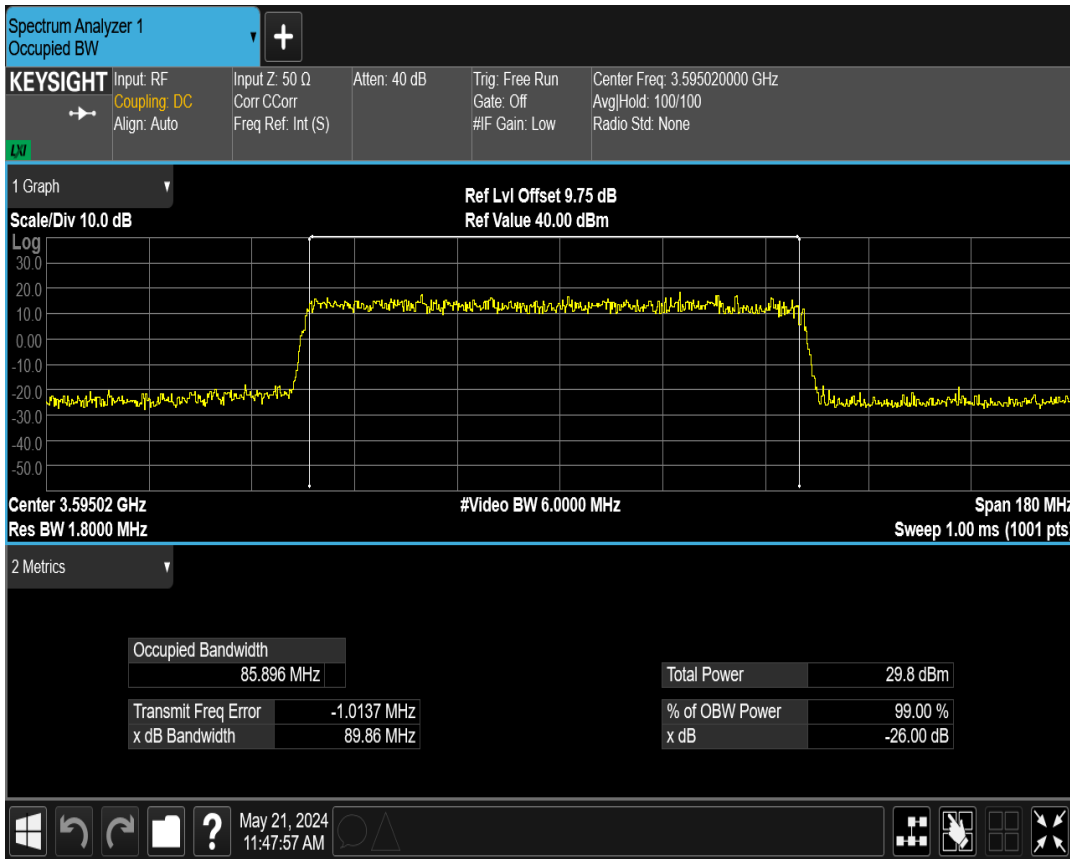 Spectrum Analyzer 1
Occupied BW
KEYSIGHT
LXI
Input: RF
Coupling: DC
Align: Auto
Input Z: 50 Ω
Corr CCorr
Freq Ref: Int (S)
Atten: 40 dB
Trig: Free Run
Gate: Off
#IF Gain: Low
Center Freq: 3.595020000 GHz
Avg|Hold: 100/100
Radio Std: None
1 Graph
Ref Lvl Offset 9.75 dB
Scale/Div 10.0 dB
Ref Value 40.00 dBm
Log
30.0
20.0
10.0
0.00
-10.0
-20.0
-30.0
-40.0
-50.0
Center 3.59502 GHz
#Video BW 6.0000 MHz
Span 180 MHz
Res BW 1.8000 MHz
Sweep 1.00 ms (1001 pts)
2 Metrics
Occupied Bandwidth
85.896 MHz
Total Power 29.8 dBm
Transmit Freq Error -1.0137 MHz
% of OBW Power 99.00 %
x dB Bandwidth 89.86 MHz
x dB -26.00 dB
?
May 21, 2024
11:47:57 AM